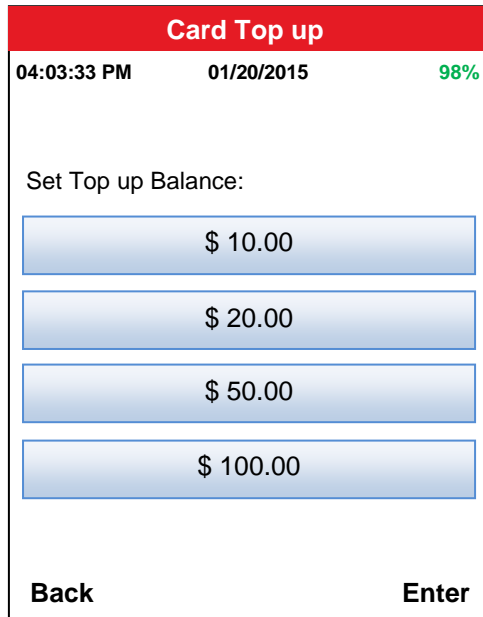 Card Top up
04:03:33 PM 01/20/2015 98%
Set Top up Balance:
$ 10.00
$ 20.00
$ 50.00
$ 100.00
Back Enter